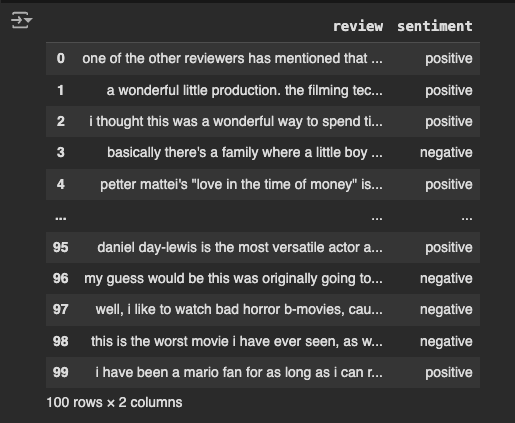 review sentiment
0 one of the other reviewers has mentioned that ... positive
1 a wonderful little production. the filming tec... positive
2 i thought this was a wonderful way to spend ti... positive
3 basically there's a family where a little boy ... negative
4 petter mattei's "love in the time of money" is... positive
... ... ...
95 daniel day-lewis is the most versatile actor a... positive
96 my guess would be this was originally going to... negative
97 well, i like to watch bad horror b-movies, cau... negative
98 this is the worst movie i have ever seen, as w... negative
99 i have been a mario fan for as long as i can r... positive
100 rows × 2 columns